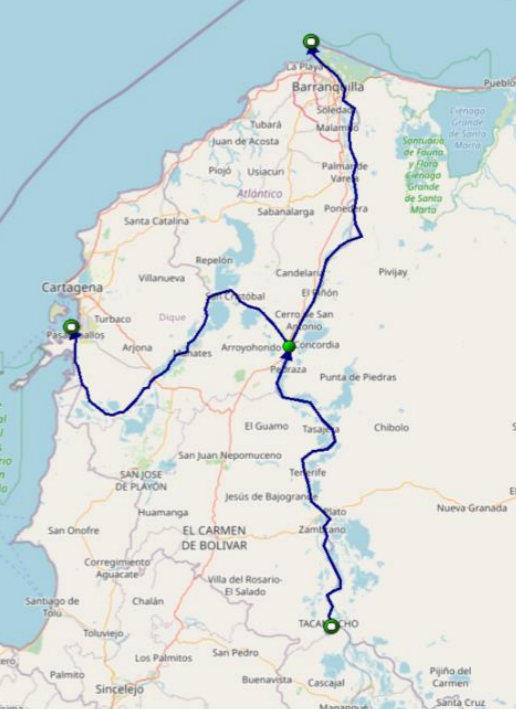 La Playa
Barranquilla
Puebloy
Soledad
Ciénaga
Grande
de Santa
Marta
Tubará
Malambo
Juan de Acosta
Santuario
de Fauna
y Flora
Ciénaga
Grande
de Santa
Marta
Piojó
Usiacuri
Palmar de
Varela
Atlántico
Sabanalarga
Ponedera
Santa Catalina
Repelón
Candelaria
Pivijay
Villanueva
Cartagena
San Cristóbal
El Piñón
Turbaco
Dique
Cerro de San
Antonio
Pasacaballos
Arjona
Mahates
Arroyohondo
Concordia
Pedraza
Punta de Piedras
El Guamo
Tasajera
Chibolo
San Juan Nepomuceno
SAN JOSE
DE PLAYÓN
Tenerife
Jesús de Bajogrande
Huamanga
Plato
Nueva Granada
San Onofre
EL CARMEN
DE BOLIVAR
Zambrano
Corregimiento
Aguacate
Villa del Rosario-
El Salado
Santiago de
Tolú
Chalán
Toluviejo
TACA
CHO
Los Palmitos
San Pedro
Palmito
Buenavista
Cascajal
Pijiño del
Carmen
Sincelejo
Magangué
Santa Cruz